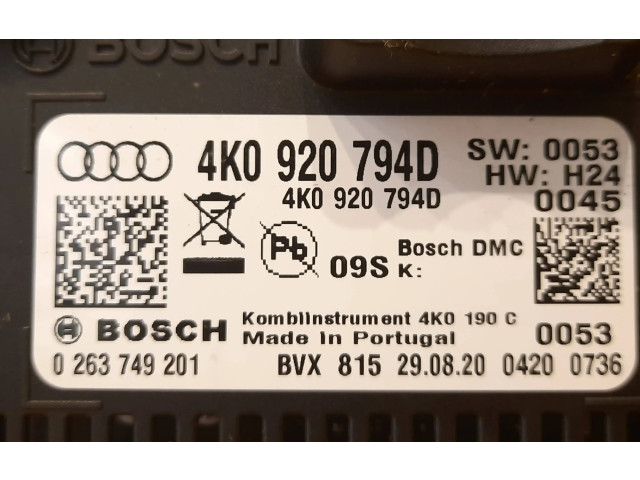 BOSCH
4K0 920 794D SW: 0053
HW: H24
4K0 920 794D 0045
Pb 09S Bosch DMC
K:
BOSCH Kombiinstrument 4K0 190 C
Made in Portugal 0053
0 263 749 201 BVX 815 29.08.20 0420 0736